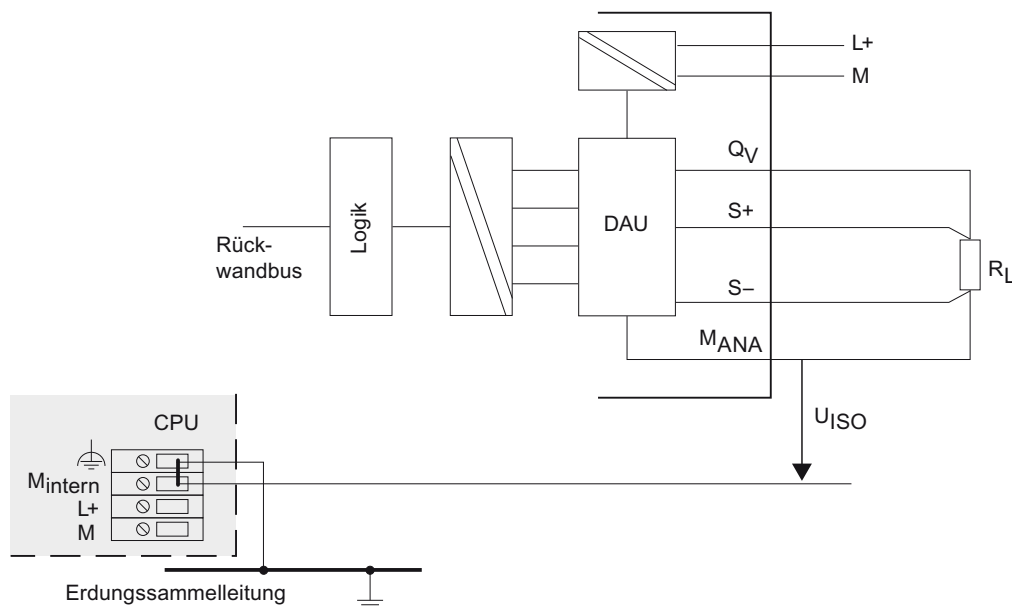 L+
M
QV
S+
DAU
Logik
Rück-
wandbus
RL
S–
MANA
UISO
CPU
Mintern
L+
M
Erdungssammelleitung